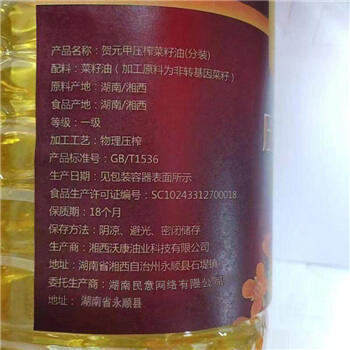 产品名称：贺元甲压榨菜籽油(分装)
配料：菜籽油（加工原料为非转基因菜籽）
原料产地：湖南/湘西
食品产地：湖南/湘西
等级：一级
加工工艺：物理压榨
产品标准号：GB/T1536
生产日期：见包装容器表面所示
食品生产许可证编号：SC10243312700018
保质期：18个月
保存方法：阴凉、避光、密闭储存
生产商：湘西沃康油业科技有限公司
地址：湖南省湘西自治州永顺县石堤镇
委托生产商：湖南民意网络有限公司
地址：湖南省永顺县